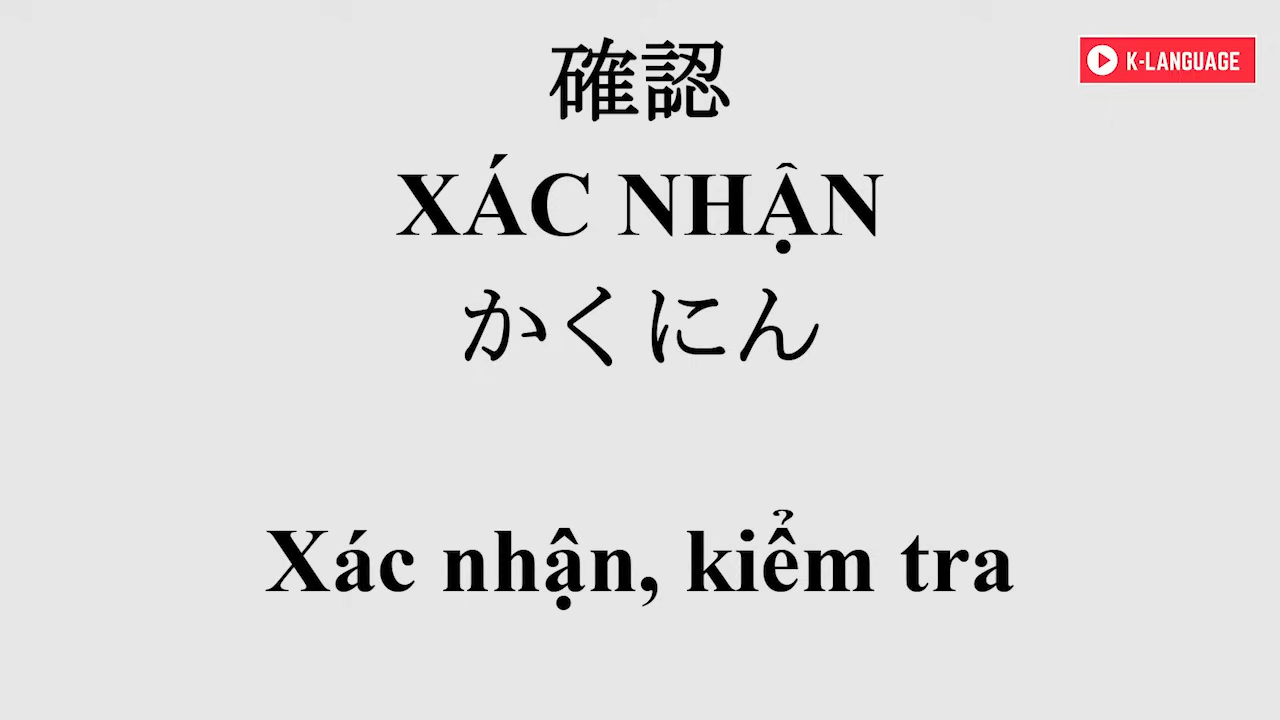 確認
K-LANGUAGE
XÁC NHẬN
かくにん
Xác nhận, kiểm tra